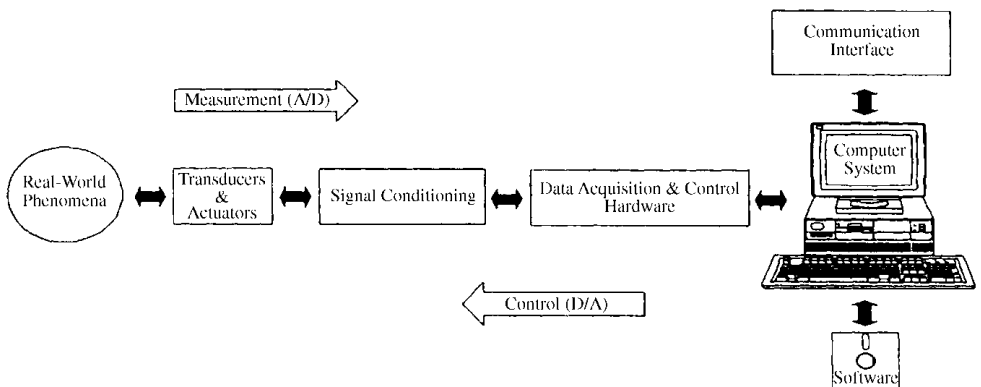 Communication
Interface
Measurement (A/D)
Computer
System
Real-World
Phenomena
Transducers
&
Actuators
Signal Conditioning
Data Acquisition & Control
Hardware
Control (D/A)
Software